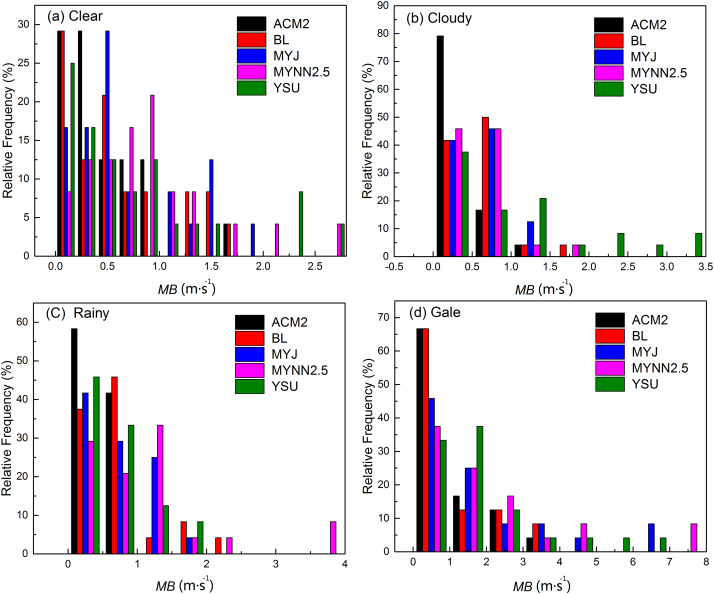 (a) Clear
ACM2
BL
MYJ
MYNN2.5
YSU
Relative Frequency (%)
30
25
20
15
10
5
0
0.0 0.5 1.0 1.5 2.0 2.5
MB (m·s⁻¹)
(b) Cloudy
ACM2
BL
MYJ
MYNN2.5
YSU
Relative Frequency (%)
90
80
70
60
50
40
30
20
10
0
-0.5 0.0 0.5 1.0 1.5 2.0 2.5 3.0 3.5
MB (m·s⁻¹)
(C) Rainy
ACM2
BL
MYJ
MYNN2.5
YSU
Relative Frequency (%)
60
50
40
30
20
10
0
0 1 2 3 4
MB (m·s⁻¹)
(d) Gale
ACM2
BL
MYJ
MYNN2.5
YSU
Relative Frequency (%)
70
60
50
40
30
20
10
0
0 1 2 3 4 5 6 7 8
MB (m·s⁻¹)